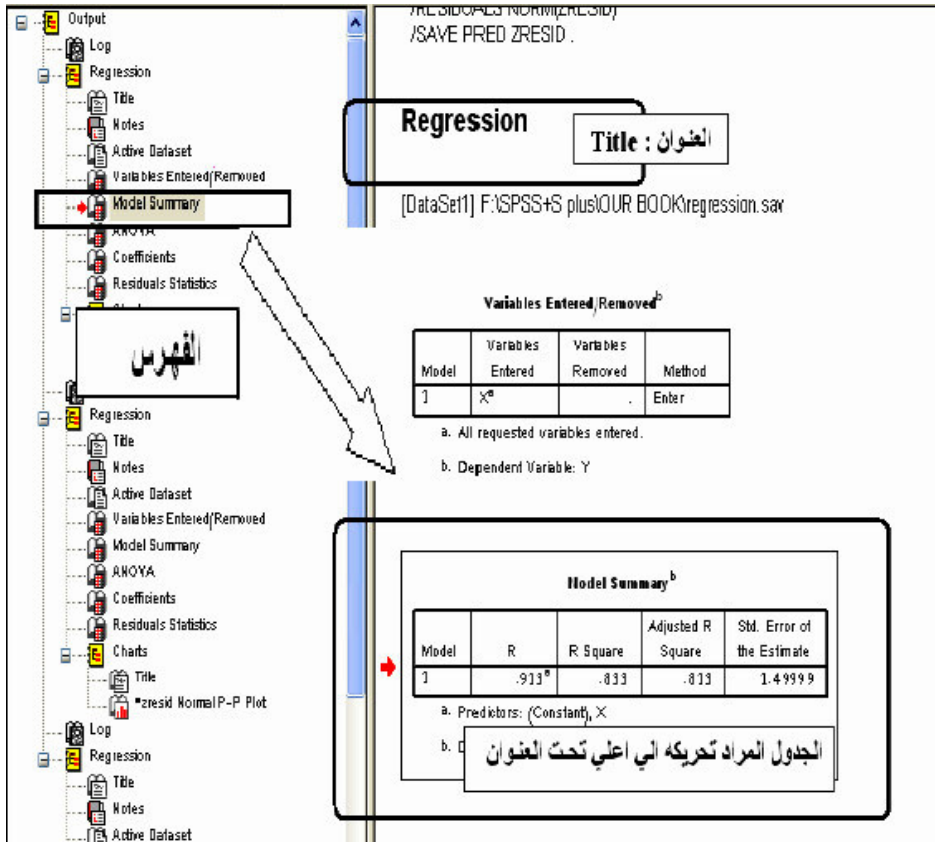 Output
Log
Regression
Title
Notes
Active Dataset
Variables Entered/Removed
Model Summary
ANOVA
Coefficients
Residuals Statistics
الفهرس
Regression
Title
Notes
Active Dataset
Variables Entered/Removed
Model Summary
ANOVA
Coefficients
Residuals Statistics
Charts
Title
*zresid Normal P-P Plot
Log
Regression
Title
Notes
Active Dataset
/RESIDUALS NORM(ZRESID)
/SAVE PRED ZRESID .
Regression
العنوان : Title
[DataSet1] F:\SPSS+S plus\OUR BOOK\regression.sav
Variables Entered/Removed b
Model Variables Entered Variables Removed Method
1 X a . Enter
a. All requested variables entered.
b. Dependent Variable: Y
Model Summary b
Model R R Square Adjusted R Square Std. Error of the Estimate
1 .913 a .833 .813 1.49999
a. Predictors: (Constant), X
b.
الجدول المراد تحريكه الي اعلي تحت العنوان